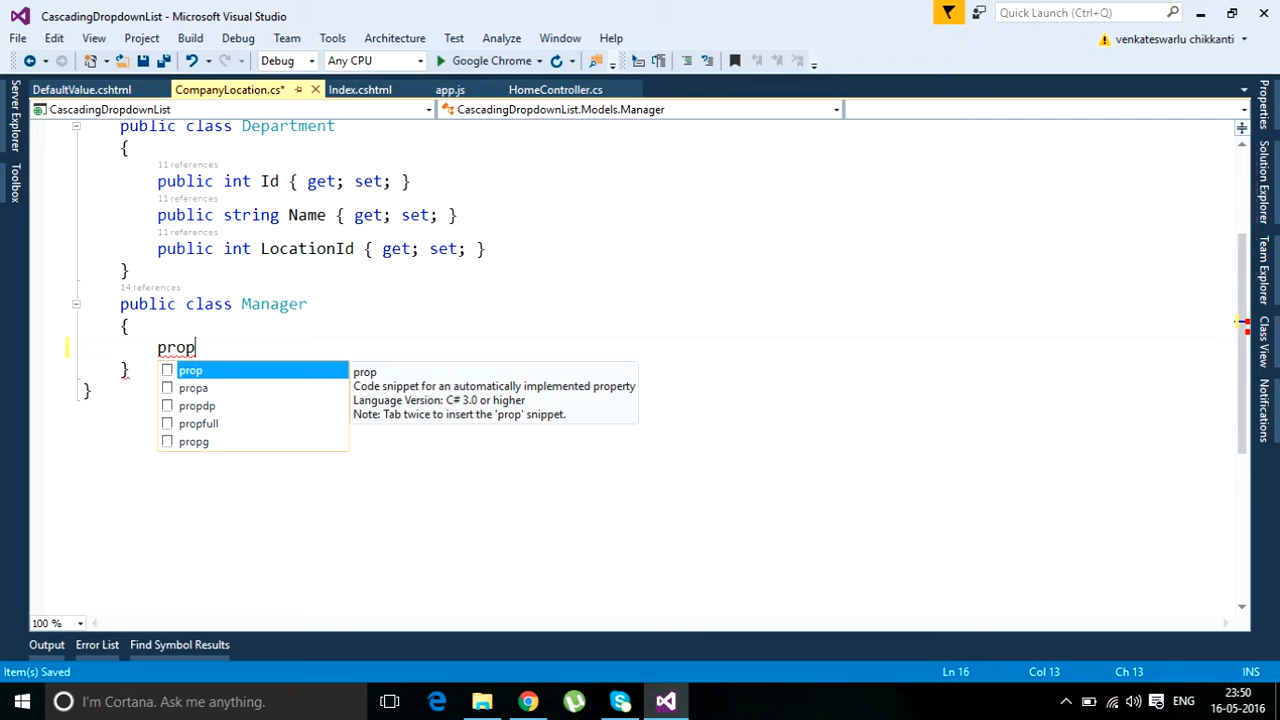 CascadingDropdownList - Microsoft Visual Studio
Quick Launch (Ctrl+Q)
File Edit View Project Build Debug Team Tools Architecture Test Analyze Window Help
venkateswarlu chikkanti
Debug Any CPU Google Chrome
DefaultValue.cshtml CompanyLocation.cs* Index.cshtml app.js HomeController.cs
CascadingDropdownList CascadingDropdownList.Models.Manager
Server Explorer
Toolbox
public class Department
{
11 references
public int Id { get; set; }
11 references
public string Name { get; set; }
11 references
public int LocationId { get; set; }
}
14 references
public class Manager
{
prop
}
}
prop
propa
propdp
propfull
propg
prop
Code snippet for an automatically implemented property
Language Version: C# 3.0 or higher
Note: Tab twice to insert the 'prop' snippet.
Properties
Solution Explorer
Team Explorer
Class View
Notifications
100 %
Output Error List Find Symbol Results
Item(s) Saved Ln 16 Col 13 Ch 13 INS
I'm Cortana. Ask me anything.
ENG
23:50
16-05-2016